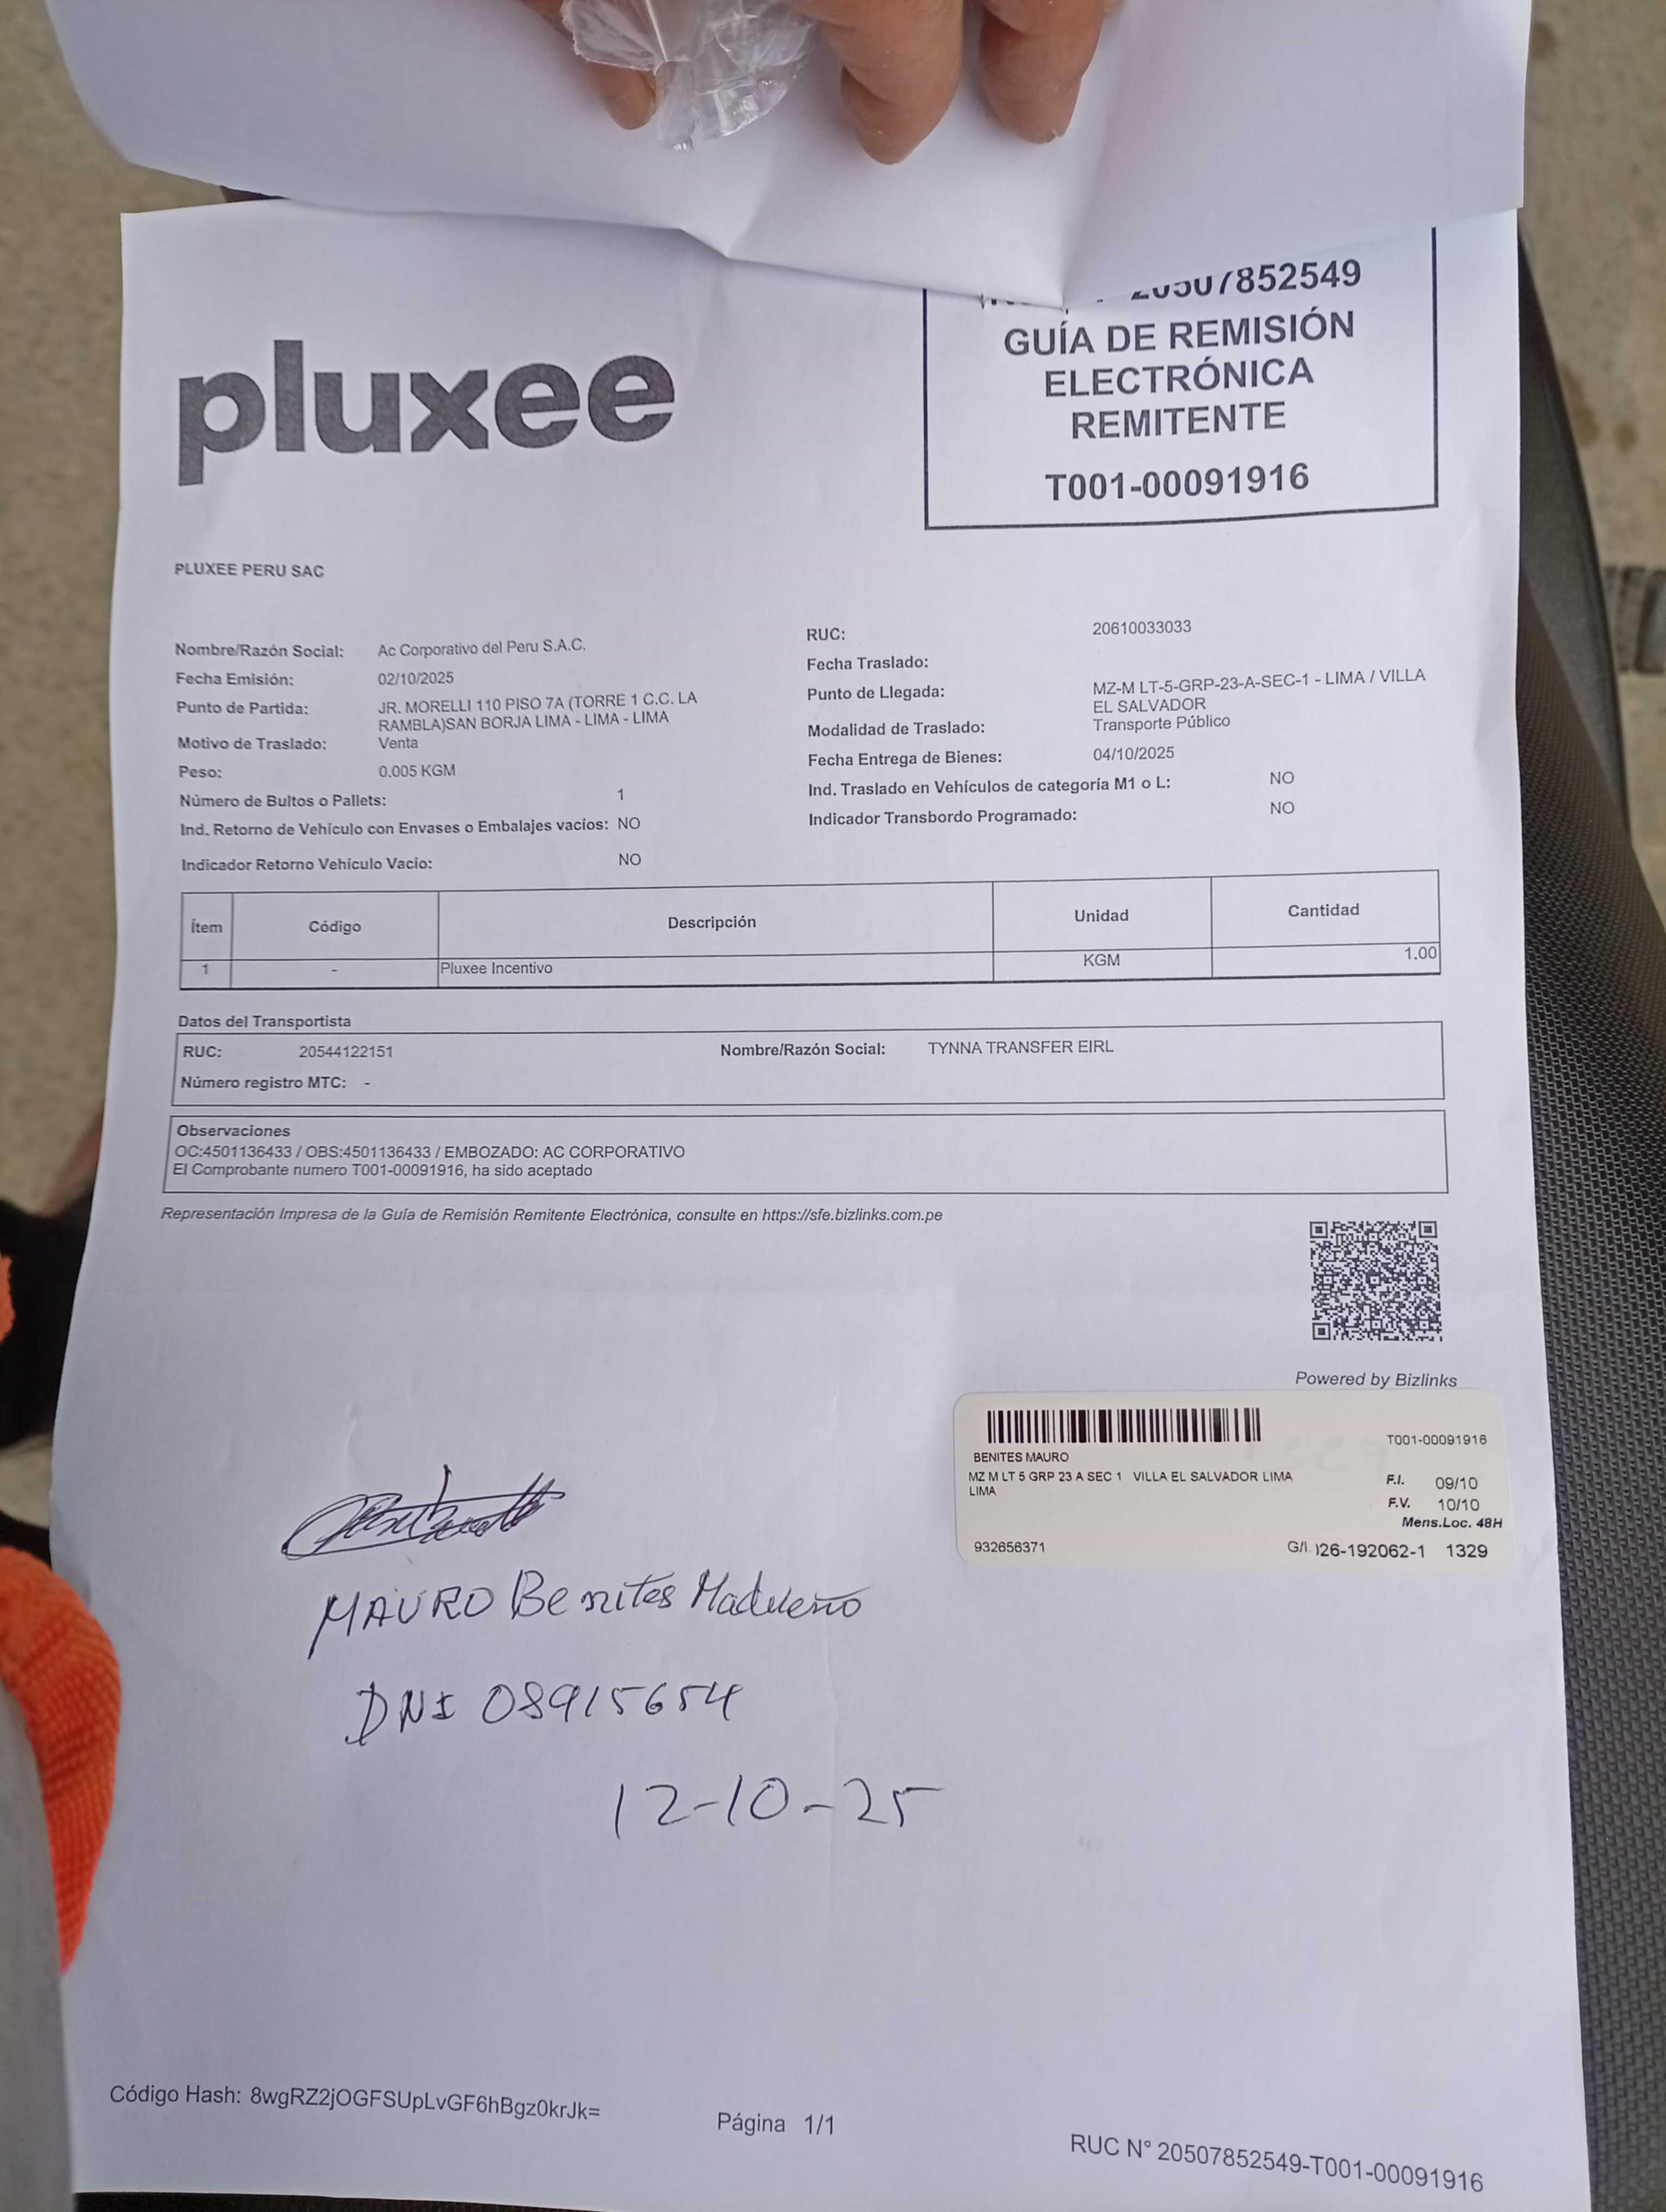 20507852549
GUÍA DE REMISIÓN
ELECTRÓNICA
REMITENTE
T001-00091916
pluxee
PLUXEE PERU SAC
Nombre/Razón Social: Ac Corporativo del Peru S.A.C.
Fecha Emisión: 02/10/2025
Punto de Partida: JR. MORELLI 110 PISO 7A (TORRE 1 C.C. LA
RAMBLA)SAN BORJA LIMA - LIMA - LIMA
Motivo de Traslado: Venta
Peso: 0.005 KGM
Número de Bultos o Pallets: 1
Ind. Retorno de Vehículo con Envases o Embalajes vacíos: NO
Indicador Retorno Vehículo Vacío: NO
RUC: 20610033033
Fecha Traslado:
Punto de Llegada: MZ-M LT-5-GRP-23-A-SEC-1 - LIMA / VILLA
EL SALVADOR
Modalidad de Traslado: Transporte Público
Fecha Entrega de Bienes: 04/10/2025
Ind. Traslado en Vehículos de categoría M1 o L: NO
Indicador Transbordo Programado: NO
Ítem Código Descripción Unidad Cantidad
1 - Pluxee Incentivo KGM 1.00
Datos del Transportista
RUC: 20544122151 Nombre/Razón Social: TYNNA TRANSFER EIRL
Número registro MTC: -
Observaciones
OC:4501136433 / OBS:4501136433 / EMBOZADO: AC CORPORATIVO
El Comprobante numero T001-00091916, ha sido aceptado
Representación Impresa de la Guía de Remisión Remitente Electrónica, consulte en https://sfe.bizlinks.com.pe
Powered by Bizlinks
T001-00091916
BENITES MAURO
MZ M LT 5 GRP 23 A SEC 1 VILLA EL SALVADOR LIMA
LIMA
F.I. 09/10
F.V. 10/10
Mens.Loc. 48H
932656371 G/I. 26-192062-1 1329
MAURO Benites Madueño
DNI 08915654
12-10-25
Código Hash: 8wgRZ2jOGFSUpLvGF6hBgz0krJk=
Página 1/1
RUC N° 20507852549-T001-00091916